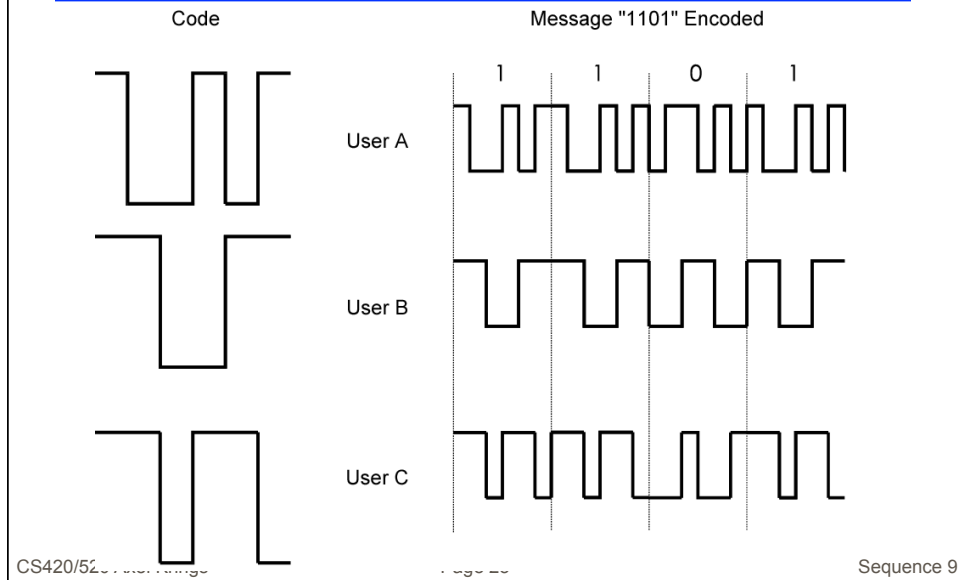 Code Message "1101" Encoded
1 1 0 1
User A
User B
User C
CS420/52 Sequence 9